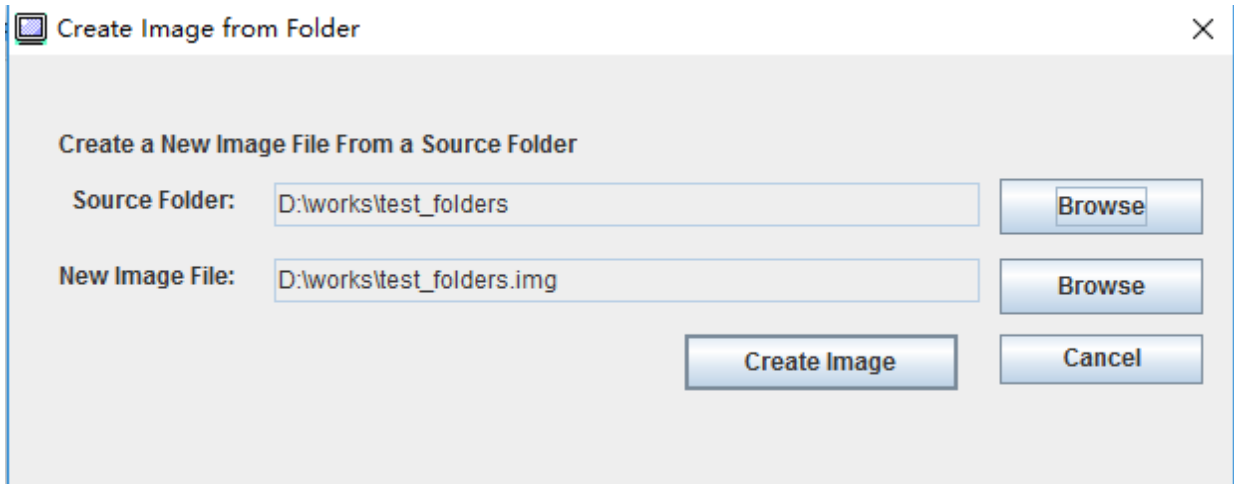 Create Image from Folder
Create a New Image File From a Source Folder
Source Folder: D:\works\test_folders Browse
New Image File: D:\works\test_folders.img Browse
Create Image Cancel